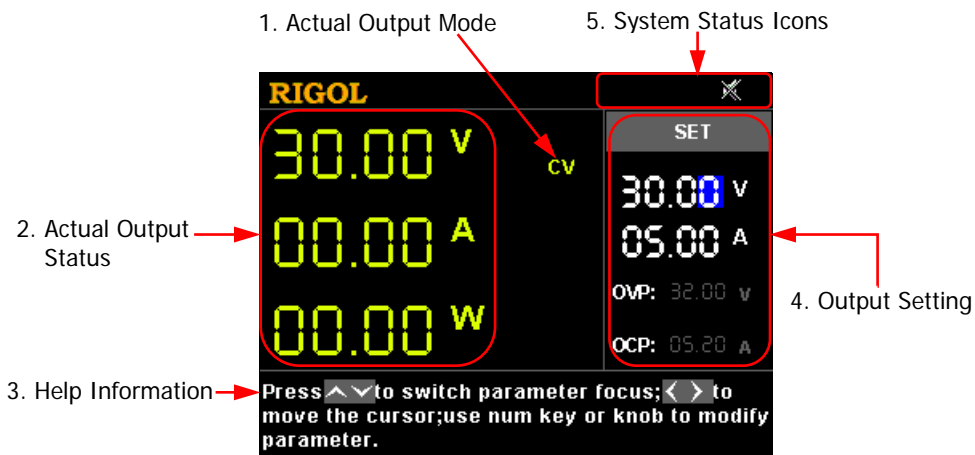 1. Actual Output Mode
5. System Status Icons
RIGOL
30.00 V
CV
00.00 A
00.00 W
SET
30.00 V
05.00 A
OVP: 32.00 V
OCP: 05.20 A
2. Actual Output
Status
4. Output Setting
3. Help Information
Press to switch parameter focus; to
move the cursor;use num key or knob to modify
parameter.